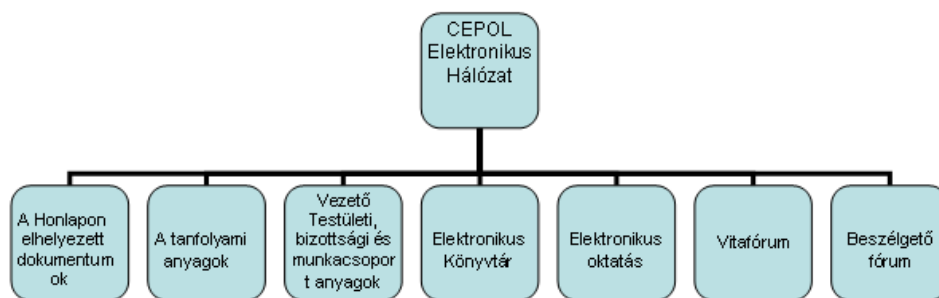 CEPOL
Elektronikus
Hálózat
A Honlapon
elhelyezett
dokumentum
ok
A tanfolyami
anyagok
Vezető
Testületi,
bizottsági és
munkacsopor
t anyagok
Elektronikus
Könyvtár
Elektronikus
oktatás
Vitafórum
Beszélgető
fórum